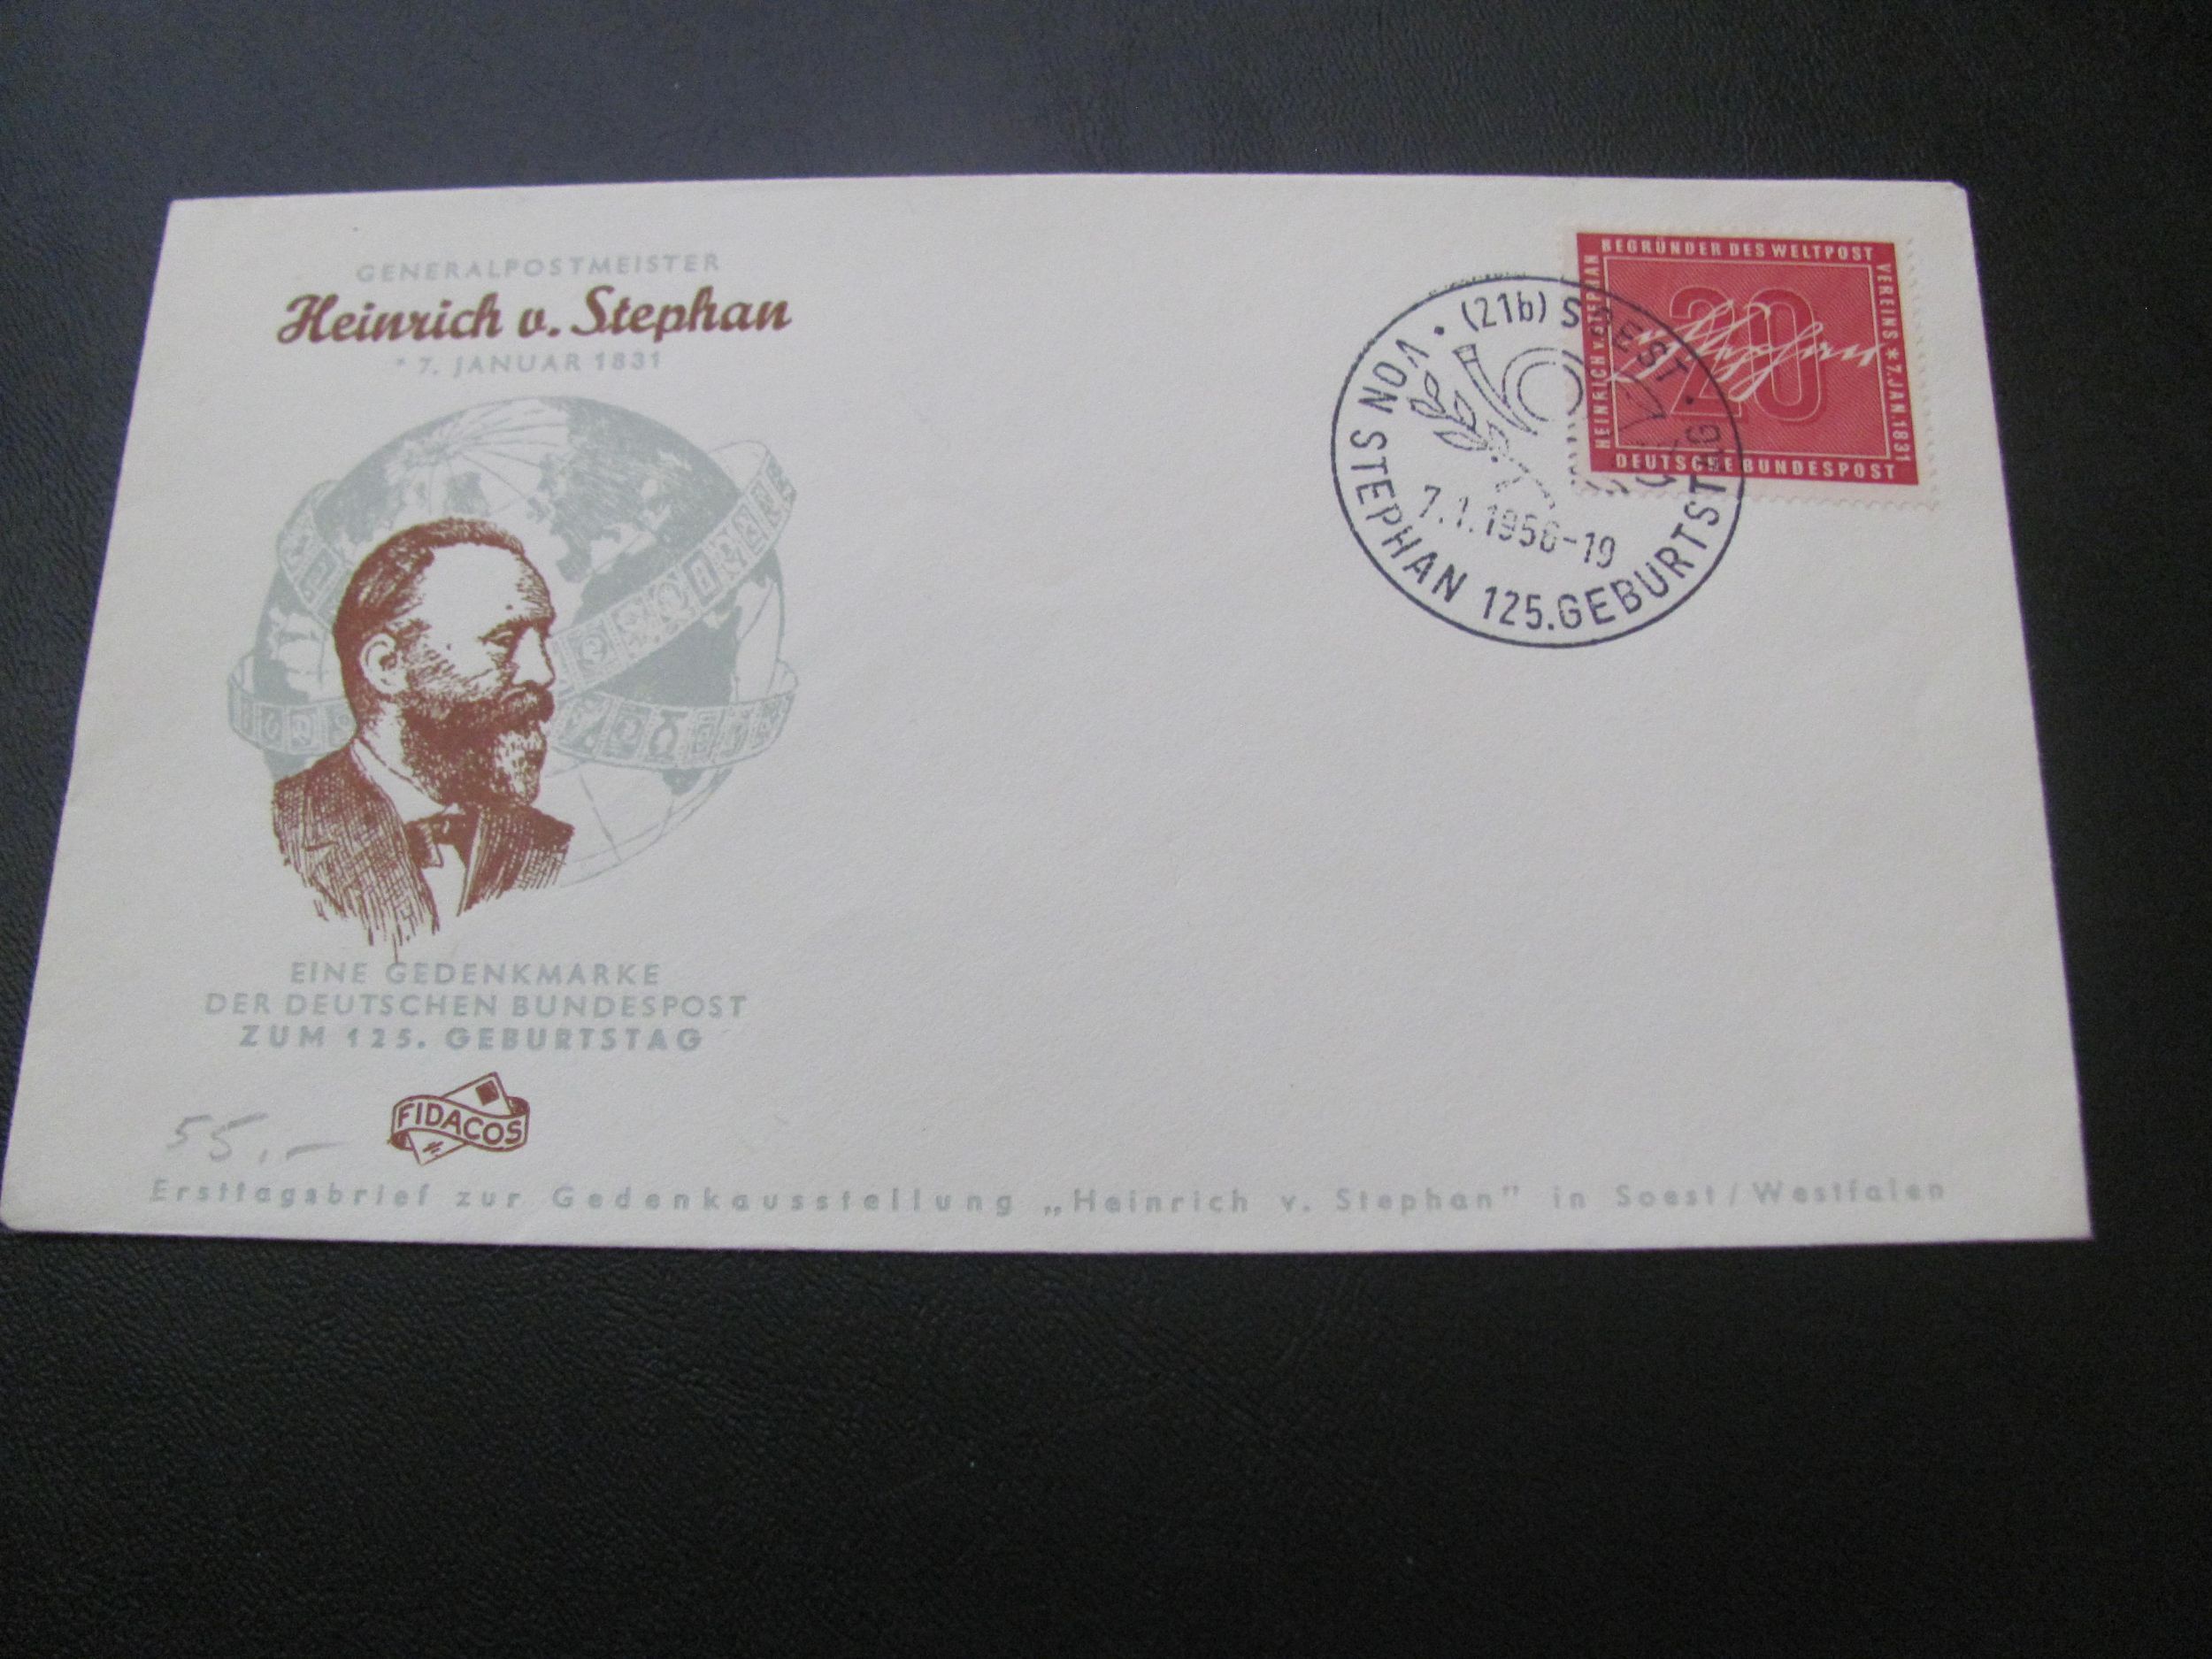 GENERALPOSTMEISTER
Heinrich v. Stephan
* 7. JANUAR 1831
EINE GEDENKMARKE
DER DEUTSCHEN BUNDESPOST
ZUM 125. GEBURTSTAG
55,-
FIDACOS
Ersttagsbrief zur Gedenkausstellung „Heinrich v. Stephan" in Soest/Westfalen
(21b) SOEST
VON STEPHAN 125. GEBURTSTAG
7.1.1956-19
HEINRICH v. STEPHAN
BEGRÜNDER DES WELTPOST
VEREINS * 7. JAN. 1831
20
DEUTSCHE BUNDESPOST